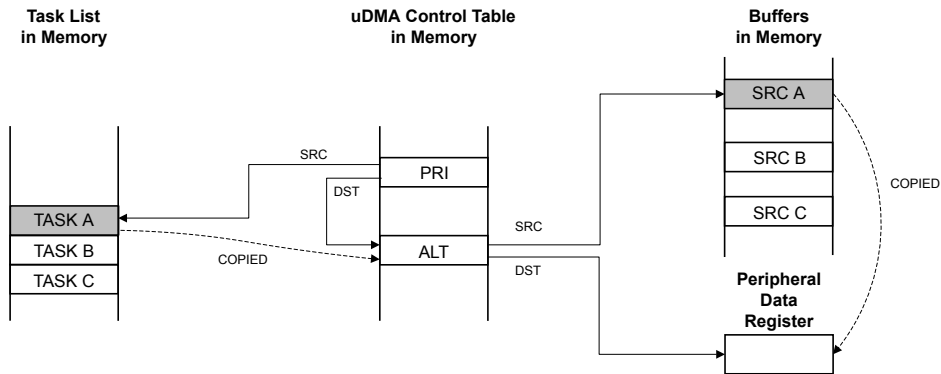 Task List
in Memory
uDMA Control Table
in Memory
Buffers
in Memory
SRC A
SRC
PRI
SRC B
DST
COPIED
SRC C
TASK A
SRC
TASK B
ALT
COPIED
DST
TASK C
Peripheral
Data
Register